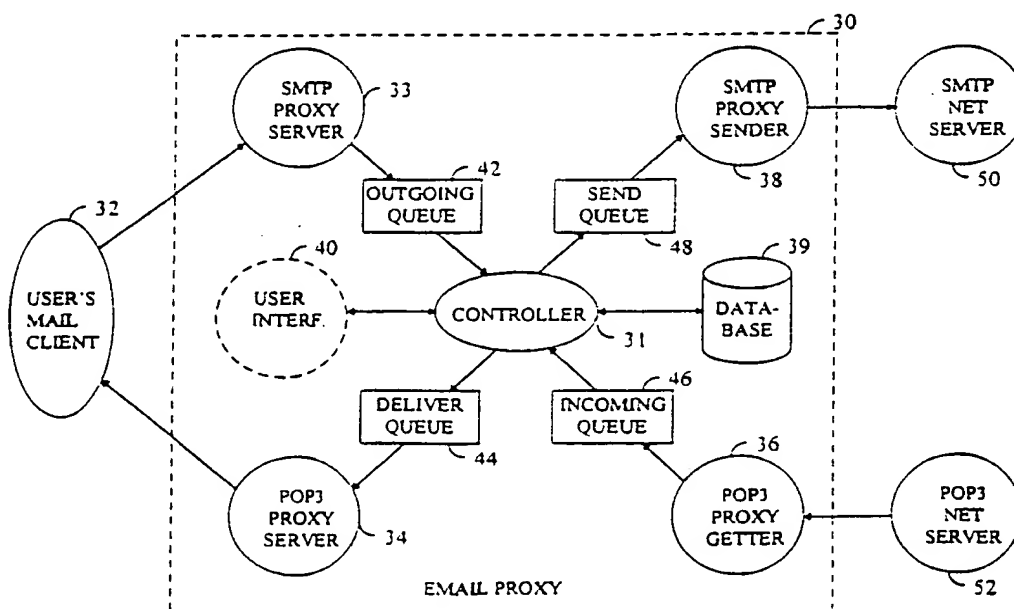 30
SMTP
PROXY
SERVER
33
SMTP
PROXY
SENDER
38
SMTP
NET
SERVER
50
42
OUTGOING
QUEUE
SEND
QUEUE
48
32
USER'S
MAIL
CLIENT
40
USER
INTERF.
CONTROLLER
31
39
DATA-
BASE
DELIVER
QUEUE
44
46
INCOMING
QUEUE
POP3
PROXY
SERVER
34
36
POP3
PROXY
GETTER
POP3
NET
SERVER
52
EMAIL PROXY